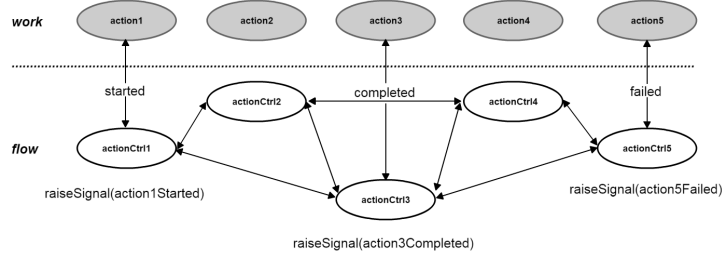 work
action1
action2
action3
action4
action5
started
completed
failed
actionCtrl2
actionCtrl4
flow
actionCtrl1
actionCtrl5
raiseSignal(action1Started)
actionCtrl3
raiseSignal(action5Failed)
raiseSignal(action3Completed)